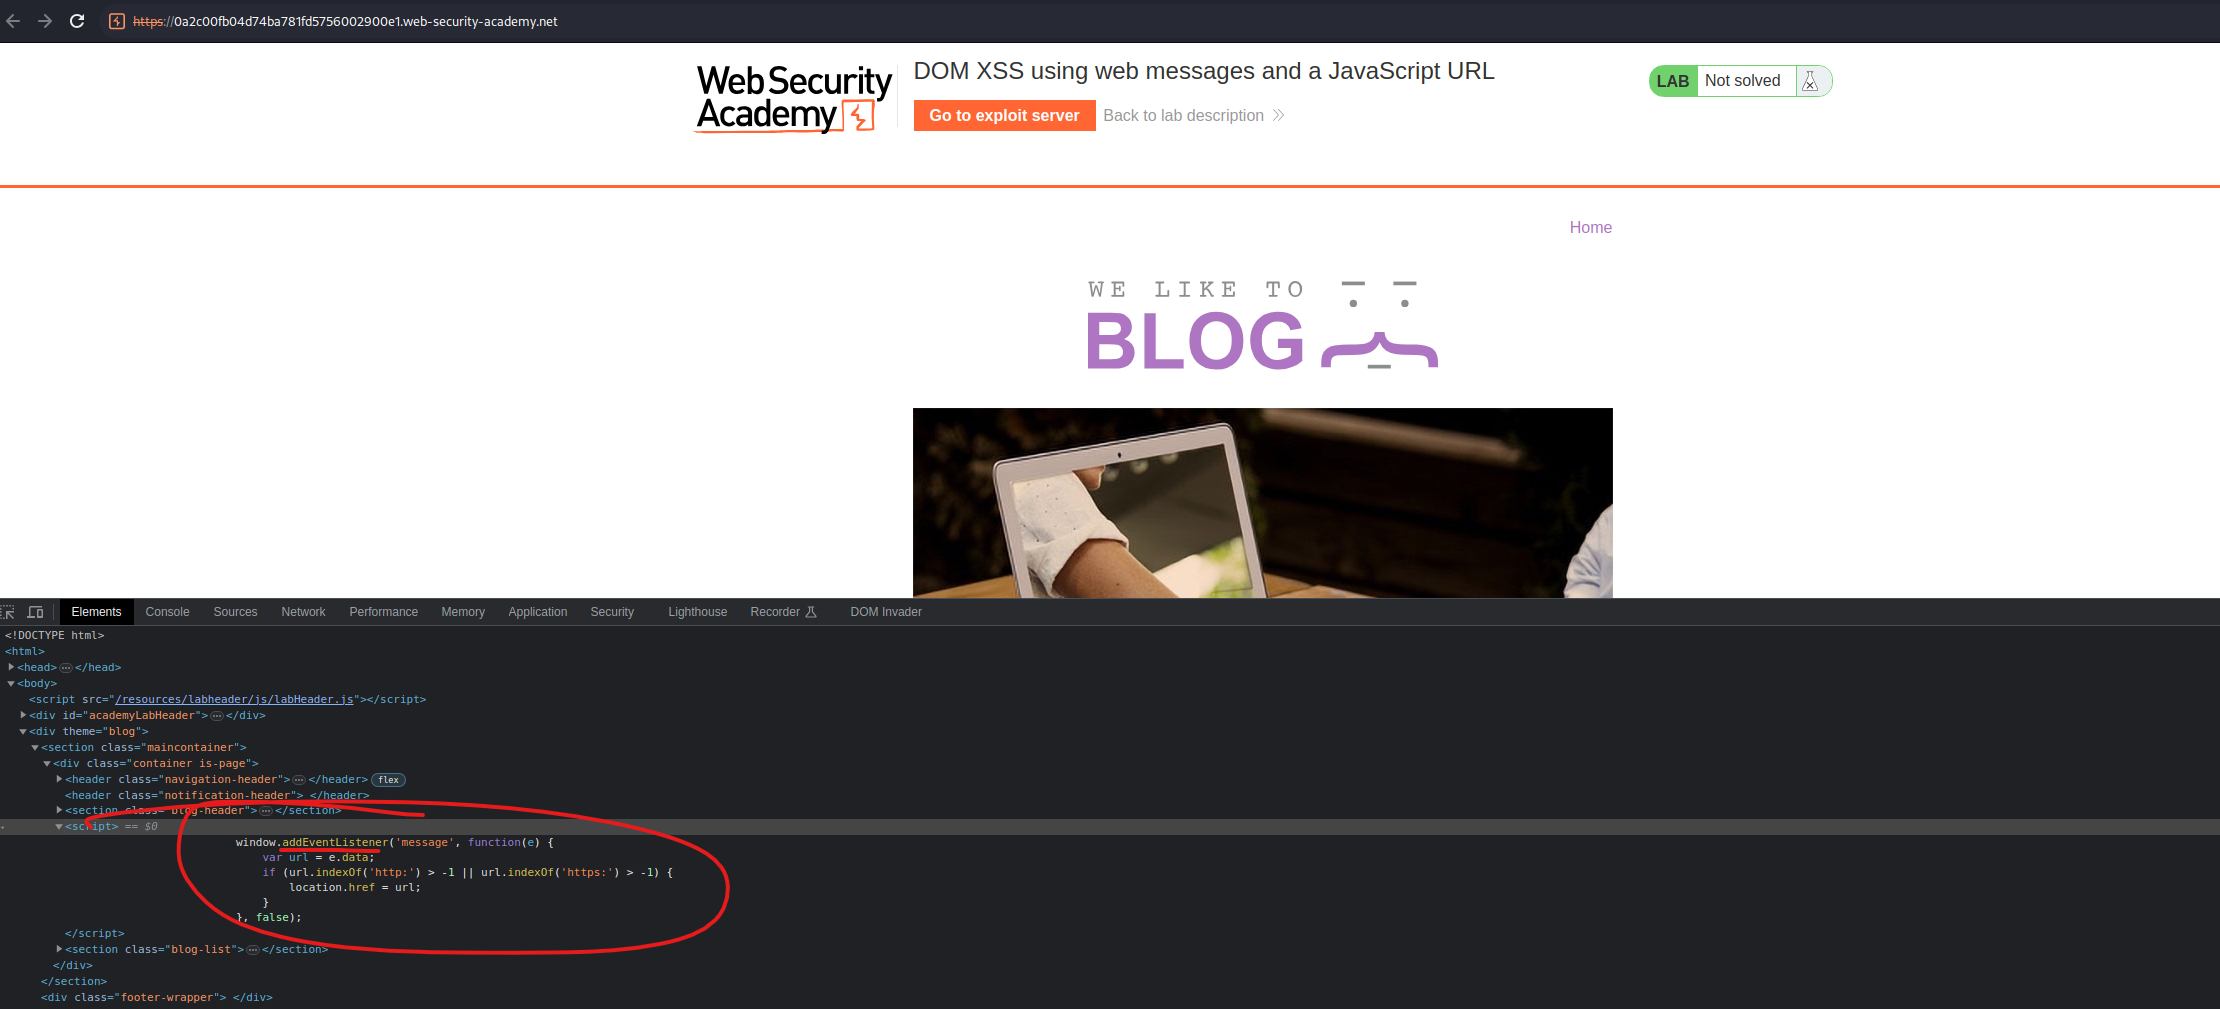 https://0a2c00fb04d74ba781fd5756002900e1.web-security-academy.net
Web Security
Academy
DOM XSS using web messages and a JavaScript URL
Go to exploit server
Back to lab description
LAB Not solved
Home
WE LIKE TO
BLOG
Elements Console Sources Network Performance Memory Application Security Lighthouse Recorder DOM Invader
<!DOCTYPE html>
<html>
<head>…</head>
<body>
<script src="/resources/labheader/js/labHeader.js"></script>
<div id="academyLabHeader">…</div>
<div theme="blog">
<section class="maincontainer">
<div class="container is-page">
<header class="navigation-header">…</header> flex
<header class="notification-header"> </header>
<section class="blog-header">…</section>
<script> == $0
window.addEventListener('message', function(e) {
var url = e.data;
if (url.indexOf('http:') > -1 || url.indexOf('https:') > -1) {
location.href = url;
}
}, false);
</script>
<section class="blog-list">…</section>
</div>
</section>
<div class="footer-wrapper"> </div>